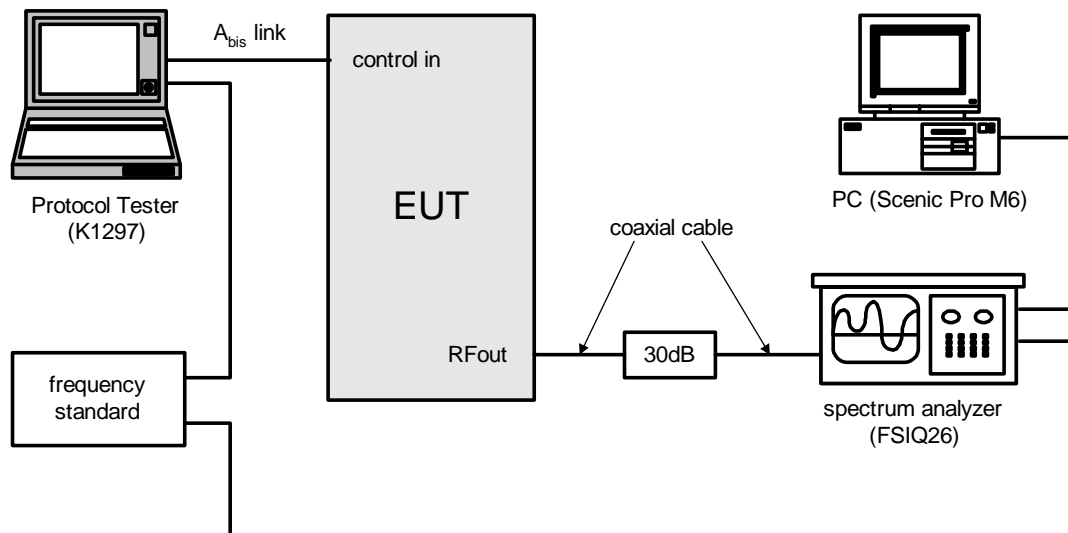 A_bis link
control in
EUT
RFout
Protocol Tester
(K1297)
frequency
standard
coaxial cable
30dB
PC (Scenic Pro M6)
spectrum analyzer
(FSIQ26)